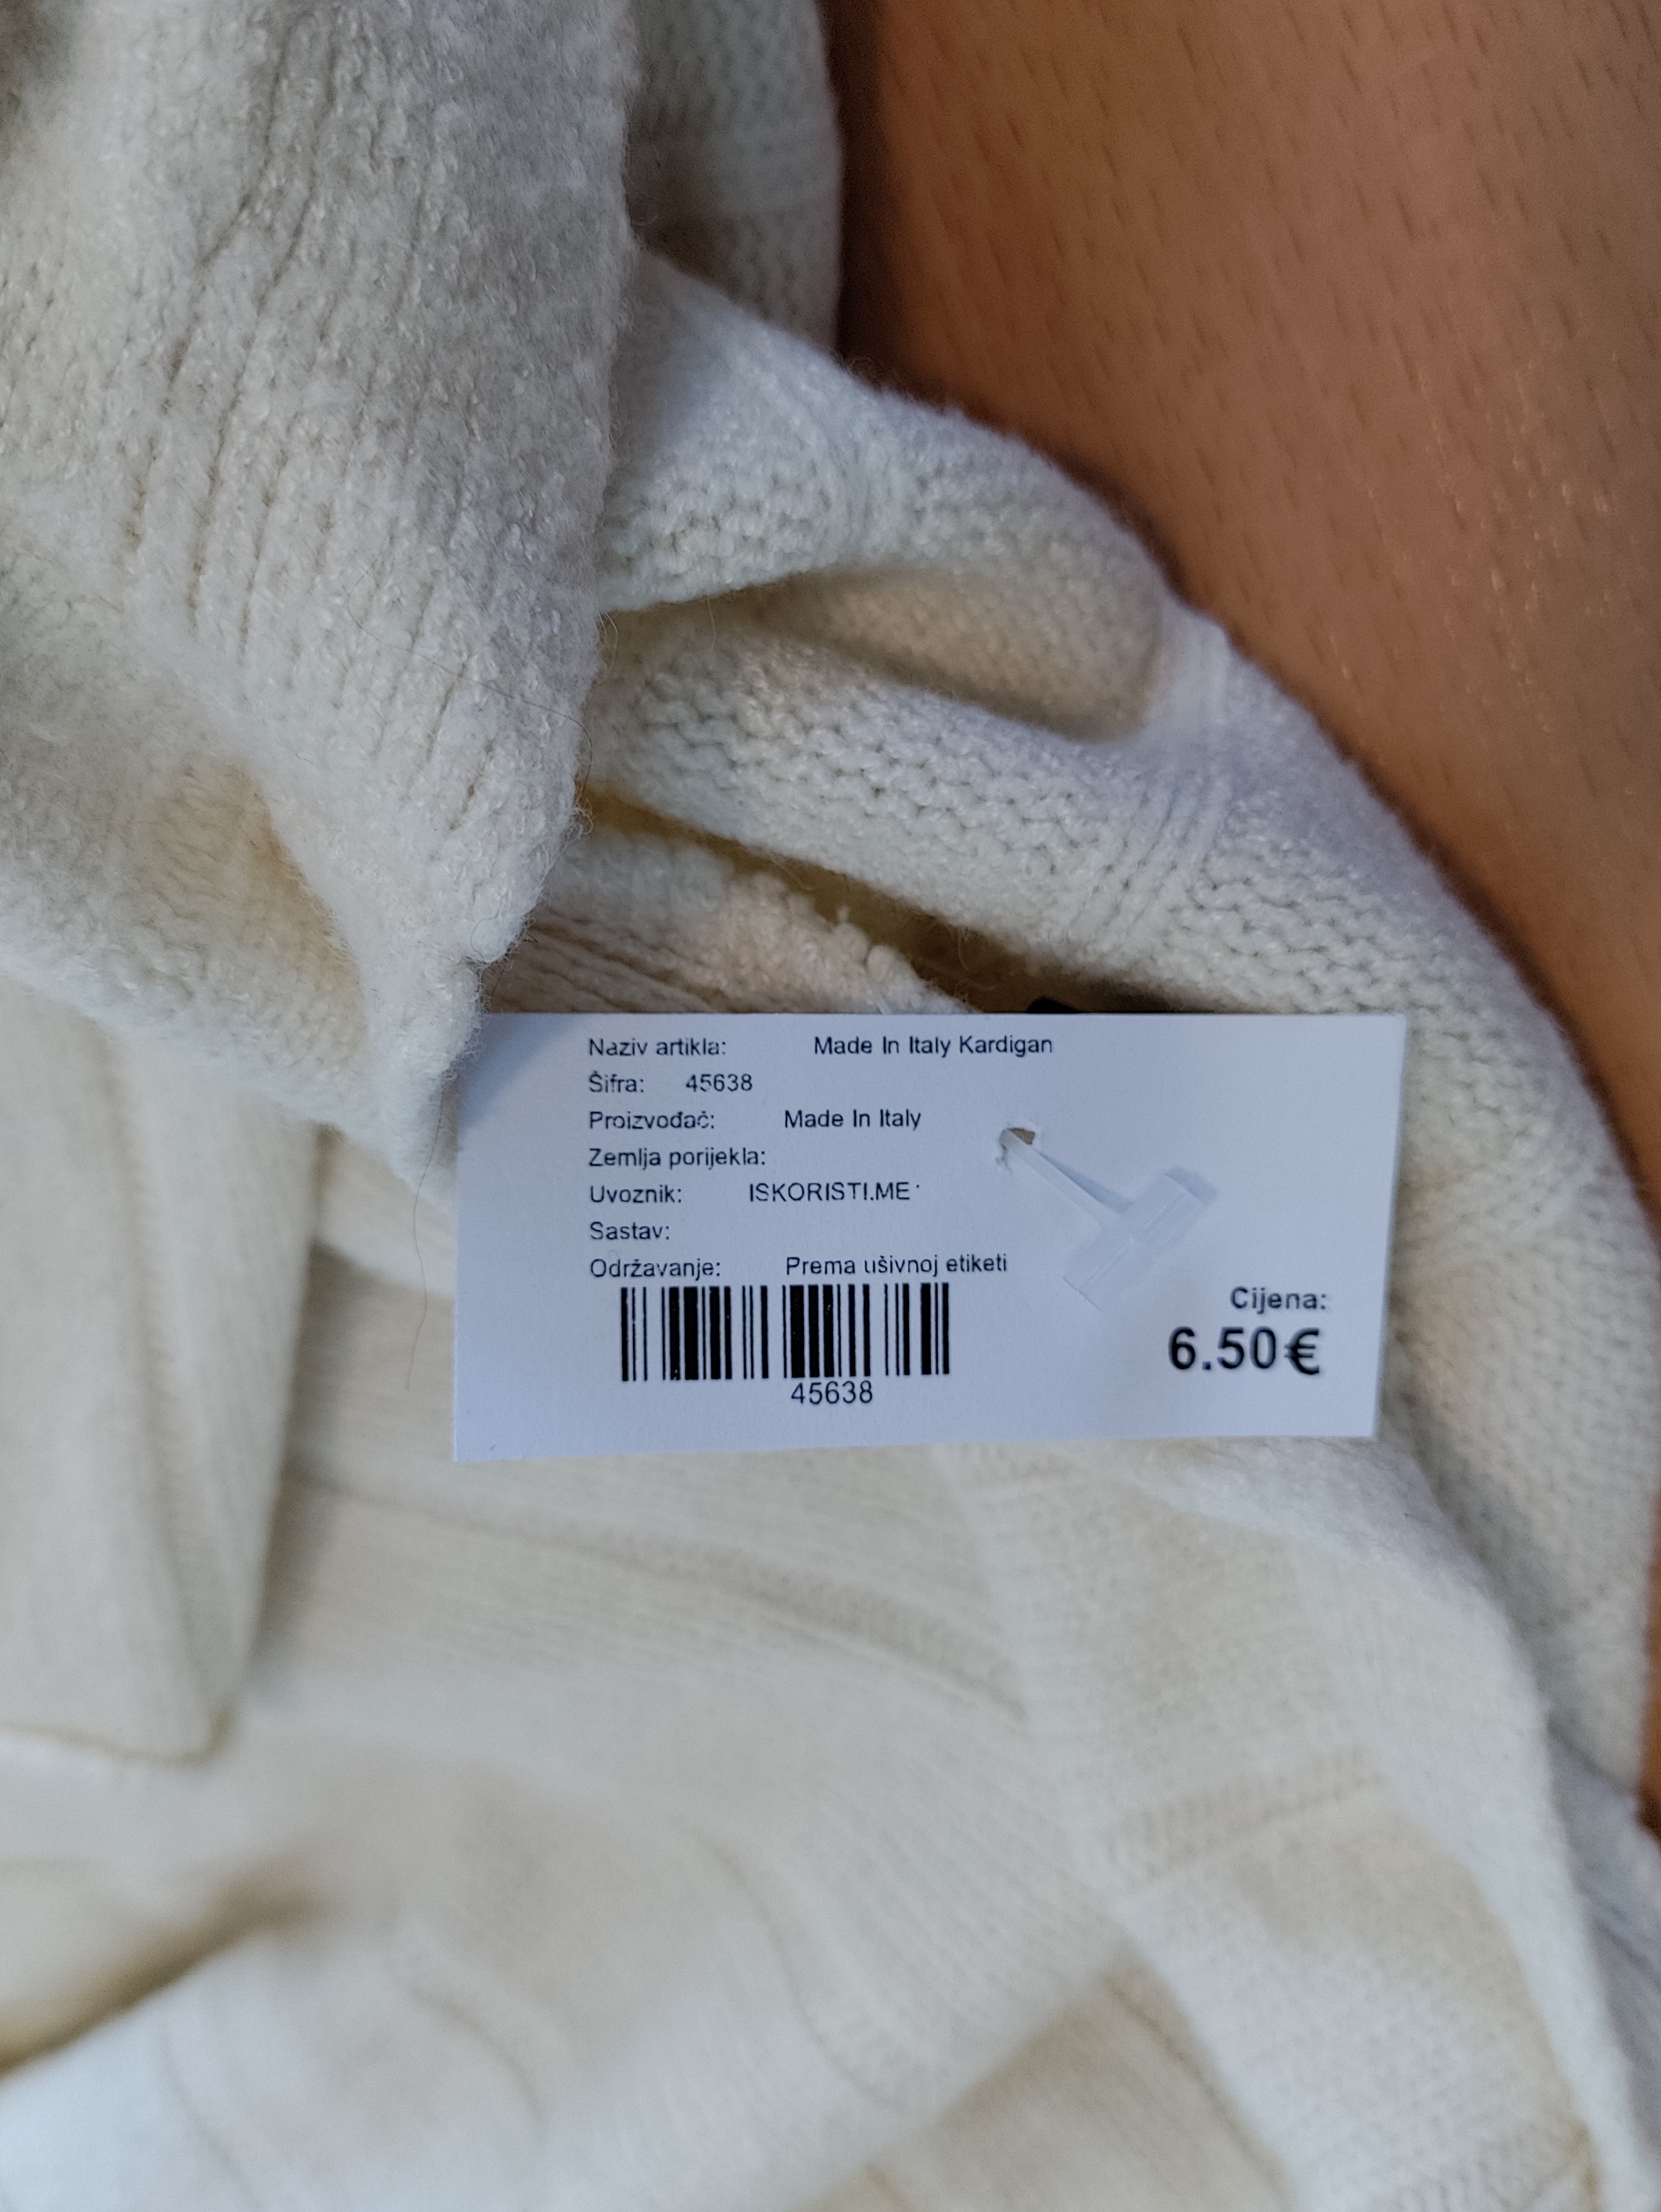 Naziv artikla: Made In Italy Kardigan
Šifra: 45638
Proizvođač: Made In Italy
Zemlja porijekla:
Uvoznik: ISKORISTI.ME
Sastav:
Održavanje: Prema ušivnoj etiketi
45638
Cijena:
6.50€